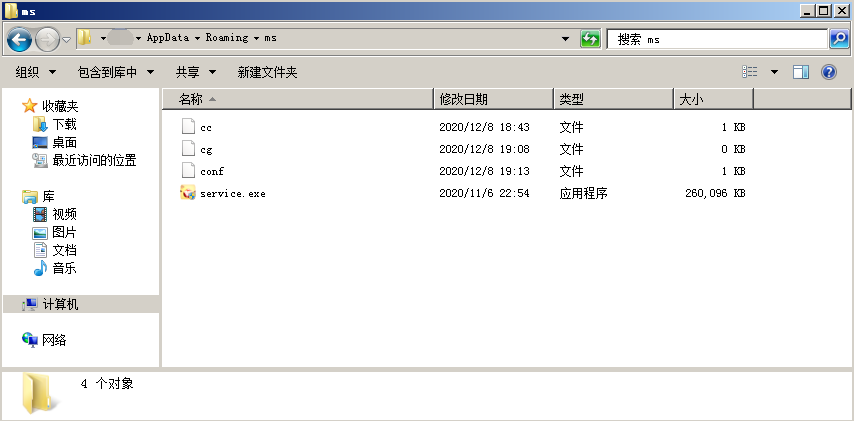 ms
AppData Roaming ms
搜索 ms
组织 包含到库中 共享 新建文件夹
名称 修改日期 类型 大小
收藏夹
下载
桌面
最近访问的位置
库
视频
图片
文档
音乐
计算机
网络
cc 2020/12/8 18:43 文件 1 KB
cg 2020/12/8 19:08 文件 0 KB
conf 2020/12/8 19:13 文件 1 KB
service.exe 2020/11/6 22:54 应用程序 260,096 KB
4 个对象